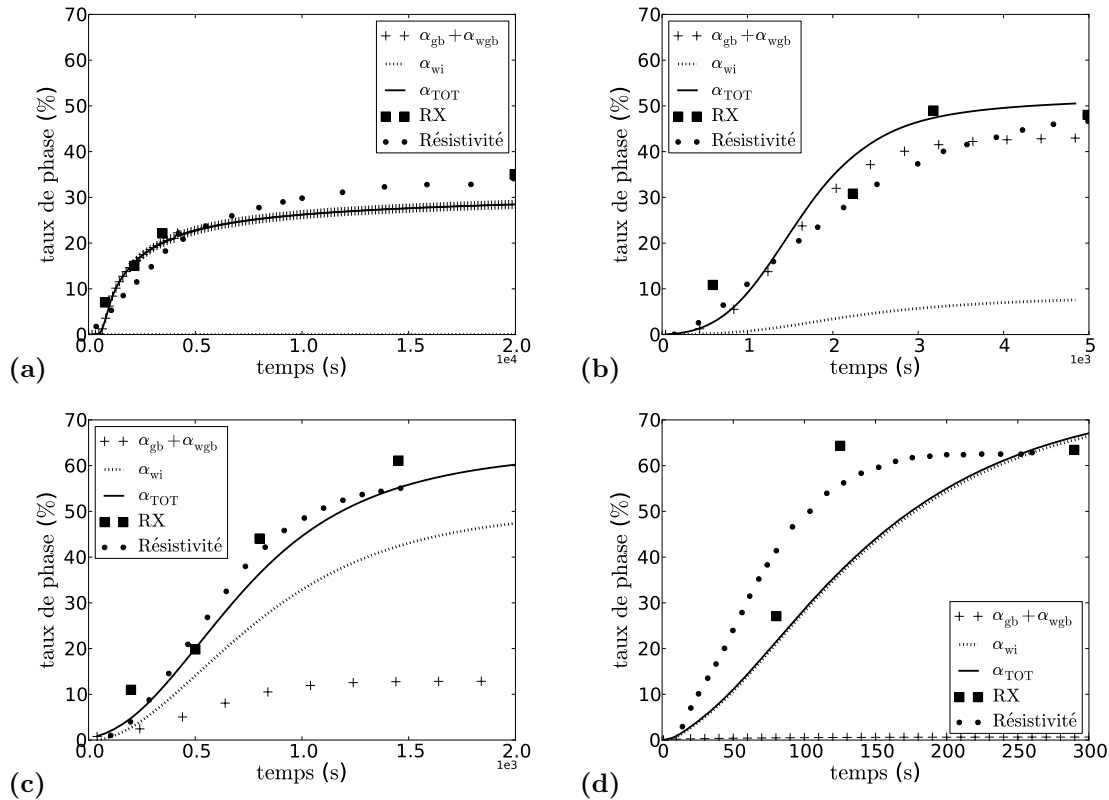 70
60
50
40
30
20
10
0
taux de phase (%)
α_gb + α_wgb
α_wi
α_TOT
RX
Résistivité
0.0 0.5 1.0 1.5 2.0
1e4
temps (s)
(a)
70
60
50
40
30
20
10
0
taux de phase (%)
α_gb + α_wgb
α_wi
α_TOT
RX
Résistivité
0 1 2 3 4 5
1e3
temps (s)
(b)
70
60
50
40
30
20
10
0
taux de phase (%)
α_gb + α_wgb
α_wi
α_TOT
RX
Résistivité
0.0 0.5 1.0 1.5 2.0
1e3
temps (s)
(c)
70
60
50
40
30
20
10
0
taux de phase (%)
α_gb + α_wgb
α_wi
α_TOT
RX
Résistivité
0 50 100 150 200 250 300
temps (s)
(d)